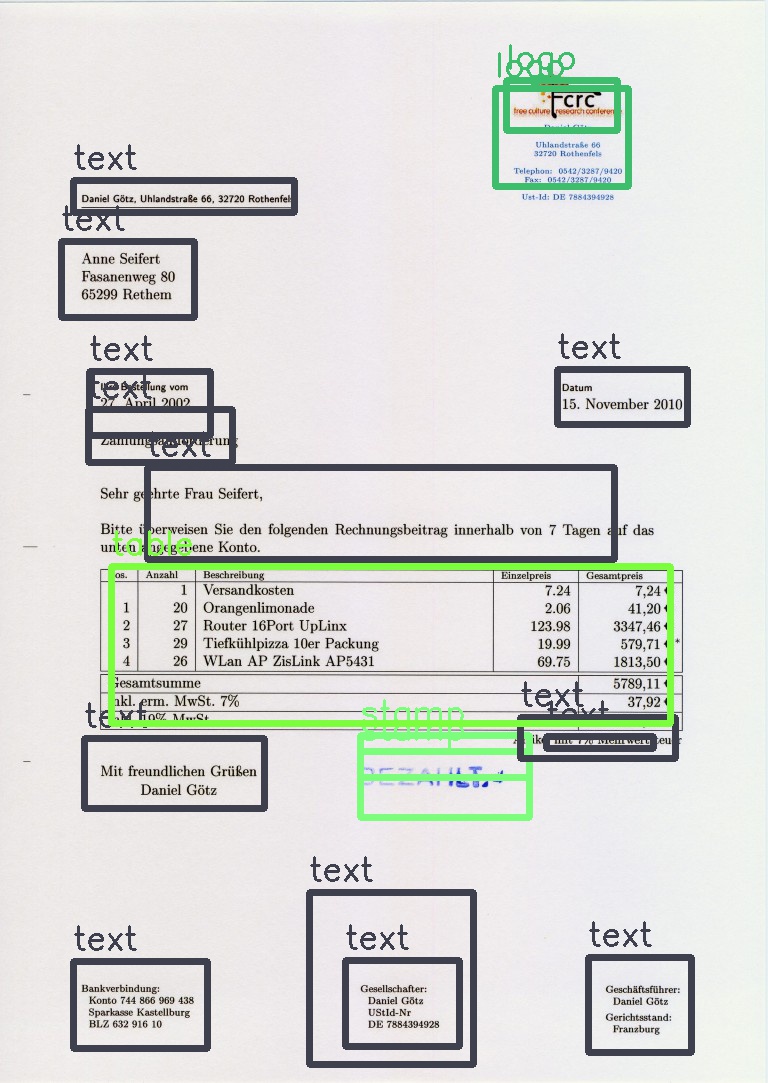 logo
logo
fcrc
free culture research conference
Daniel Götz
Uhlandstraße 66
32720 Rothenfels
Telephon: 0542/3287/9420
Fax: 0542/3287/9420
Ust-Id: DE 7884394928
text
Daniel Götz, Uhlandstraße 66, 32720 Rothenfels
text
Anne Seifert
Fasanenweg 80
65299 Rethem
text
Ihre Bestellung vom
27. April 2002
text
Datum
15. November 2010
text
Zahlungsaufforderung
text
Sehr geehrte Frau Seifert,
Bitte überweisen Sie den folgenden Rechnungsbeitrag innerhalb von 7 Tagen auf das
unten angegebene Konto.
table
Pos. Anzahl Beschreibung Einzelpreis Gesamtpreis
1 Versandkosten 7.24 7,24 €
1 20 Orangenlimonade 2.06 41,20 €
2 27 Router 16Port UpLinx 123.98 3347,46 €
3 29 Tiefkühlpizza 10er Packung 19.99 579,71 € *
4 26 WLan AP ZisLink AP5431 69.75 1813,50 €
Gesamtsumme 5789,11 €
Inkl. erm. MwSt. 7% 37,92 €
19% MwSt.
text
text
Artikel mit 7% Mehrwertsteuer
text
Mit freundlichen Grüßen
Daniel Götz
stamp
BEZAHLT
text
text
Bankverbindung:
Konto 744 866 969 438
Sparkasse Kastellburg
BLZ 632 916 10
text
Gesellschafter:
Daniel Götz
UStId-Nr
DE 7884394928
text
Geschäftsführer:
Daniel Götz
Gerichtsstand:
Franzburg